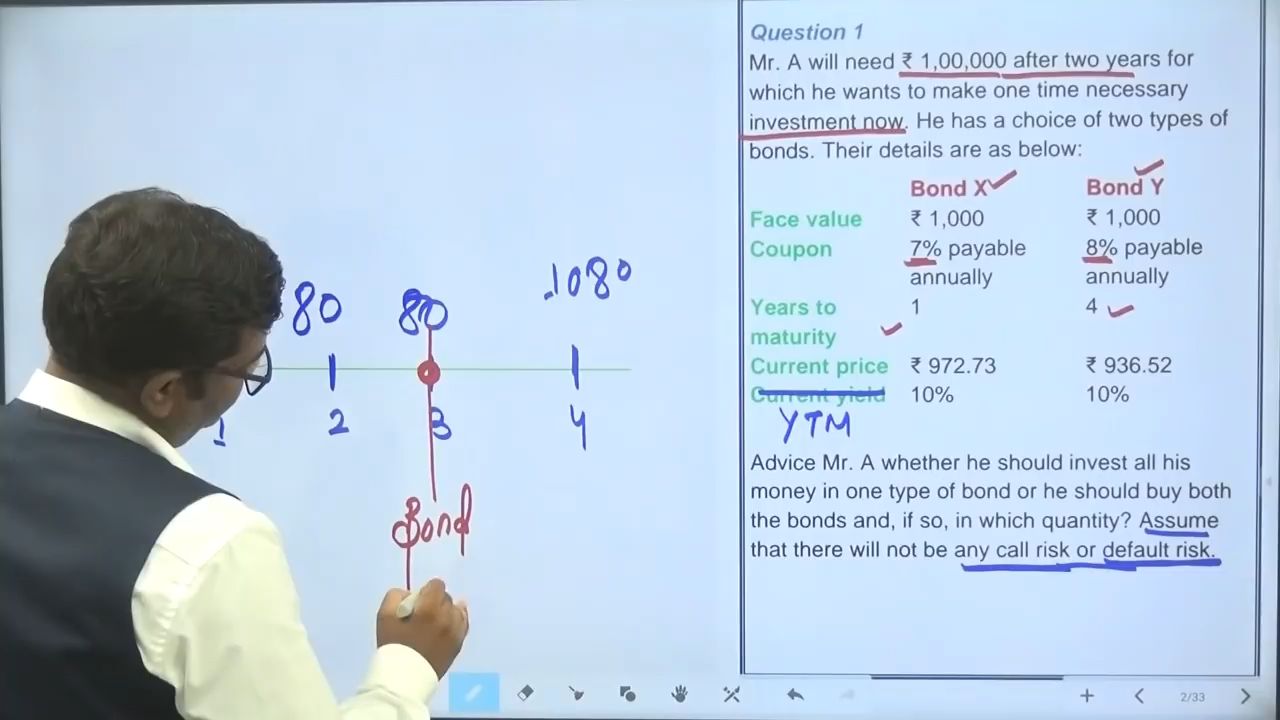 Question 1
Mr. A will need ₹ 1,00,000 after two years for
which he wants to make one time necessary
investment now. He has a choice of two types of
bonds. Their details are as below:
Bond X Bond Y
Face value ₹ 1,000 ₹ 1,000
Coupon 7% payable 8% payable
annually annually
Years to 1 4
maturity
Current price ₹ 972.73 ₹ 936.52
Current yield 10% 10%
YTM
Advice Mr. A whether he should invest all his
money in one type of bond or he should buy both
the bonds and, if so, in which quantity? Assume
that there will not be any call risk or default risk.
80 80 1080
1 2 3 4
Bond
2/33